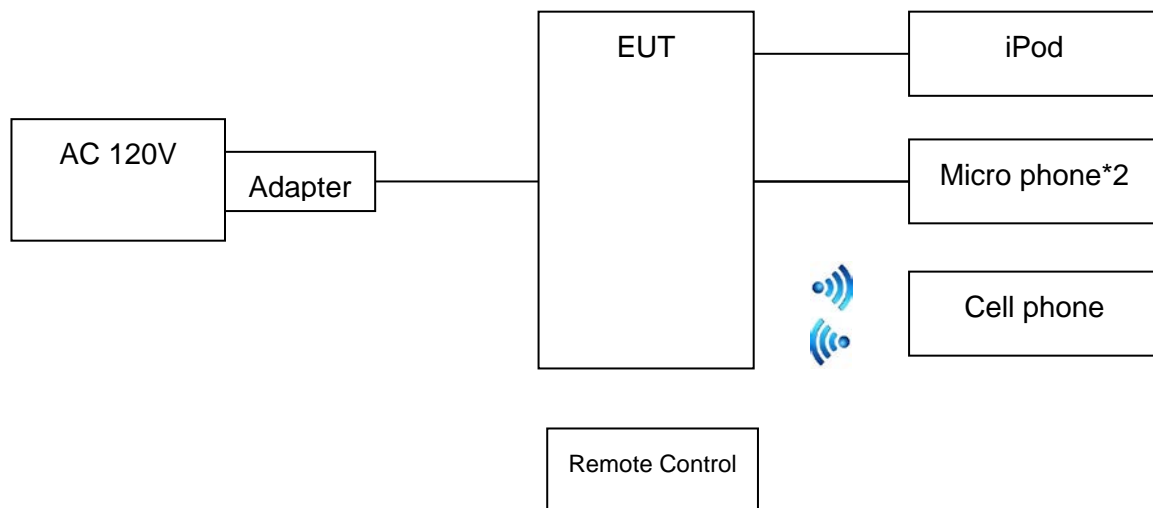 EUT
iPod
AC 120V
Adapter
Micro phone*2
Cell phone
Remote Control